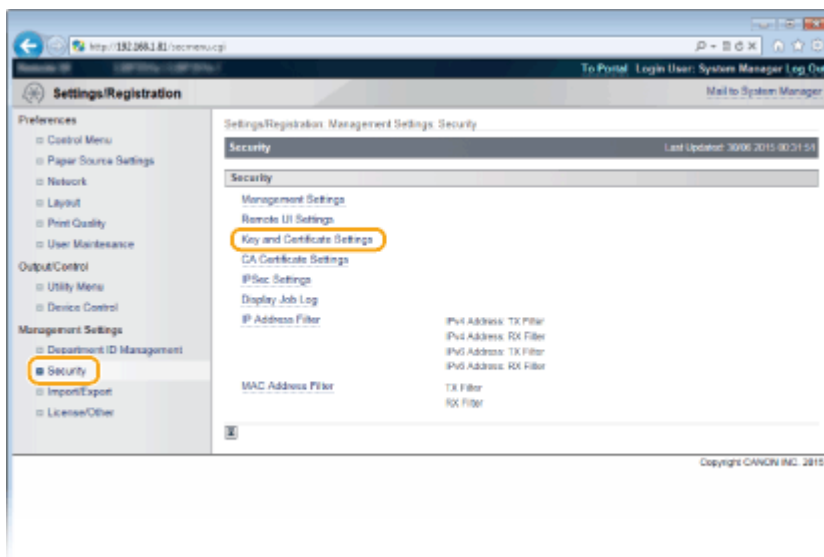 http://192.168.1.81/secmenu.cgi
To Portal Login User: System Manager Log Out
Settings/Registration
Mail to System Manager
Preferences
Control Menu
Paper Source Settings
Network
Layout
Print Quality
User Maintenance
Output/Control
Utility Menu
Device Control
Management Settings
Department ID Management
Security
Import/Export
License/Other
Settings/Registration: Management Settings: Security
Security
Last Updated: 30/06 2015 00:31:51
Security
Management Settings
Remote UI Settings
Key and Certificate Settings
CA Certificate Settings
IPSec Settings
Display Job Log
IP Address Filter
IPv4 Address: TX Filter
IPv4 Address: RX Filter
IPv6 Address: TX Filter
IPv6 Address: RX Filter
MAC Address Filter
TX Filter
RX Filter
Copyright CANON INC. 2015